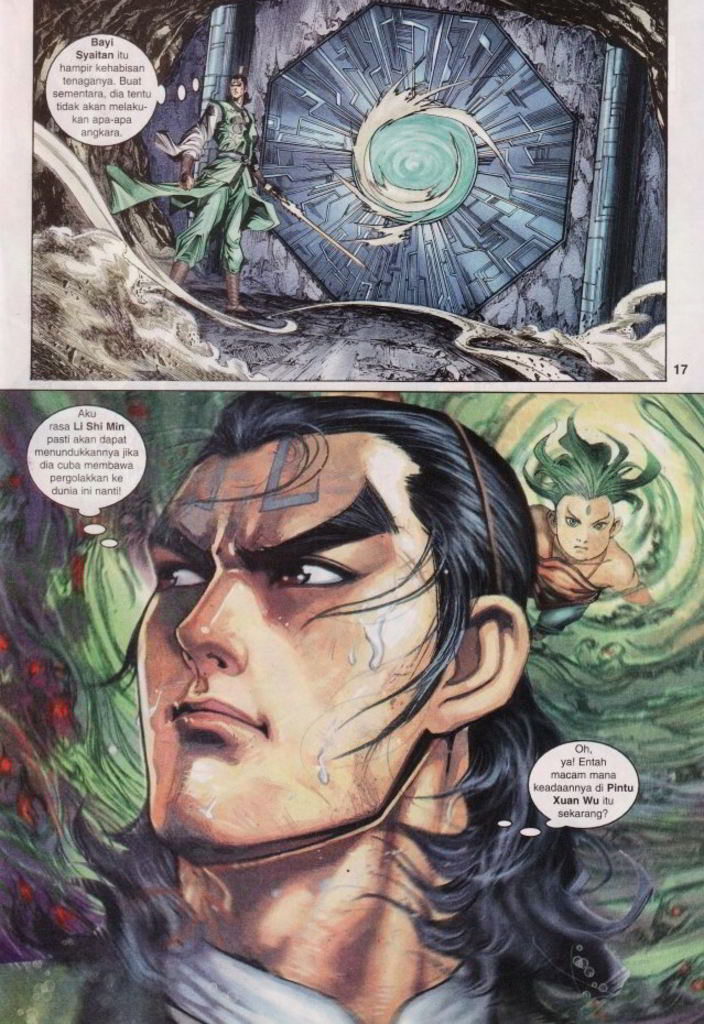 Bayi
Syaitan itu
hampir kehabisan
tenaganya. Buat
sementara, dia tentu
tidak akan melaku-
kan apa-apa
angkara.
17
Aku
rasa Li Shi Min
pasti akan dapat
menundukkannya jika
dia cuba membawa
pergolakkan ke
dunia ini nanti!
Oh,
ya! Entah
macam mana
keadaannya di Pintu
Xuan Wu itu
sekarang?